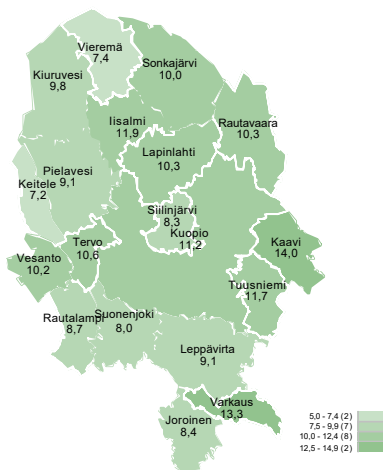 Vieremä
7,4
Sonkajärvi
10,0
Kiuruvesi
9,8
Iisalmi
11,9
Rautavaara
10,3
Lapinlahti
10,3
Pielavesi
9,1
Keitele
7,2
Siilinjärvi
8,3
Kuopio
11,2
Kaavi
14,0
Tervo
10,6
Vesanto
10,2
Tuusniemi
11,7
Rautalampi
8,7
Suonenjoki
8,0
Leppävirta
9,1
Varkaus
13,3
Joroinen
8,4
5,0 - 7,4 (2)
7,5 - 9,9 (7)
10,0 - 12,4 (8)
12,5 - 14,9 (2)